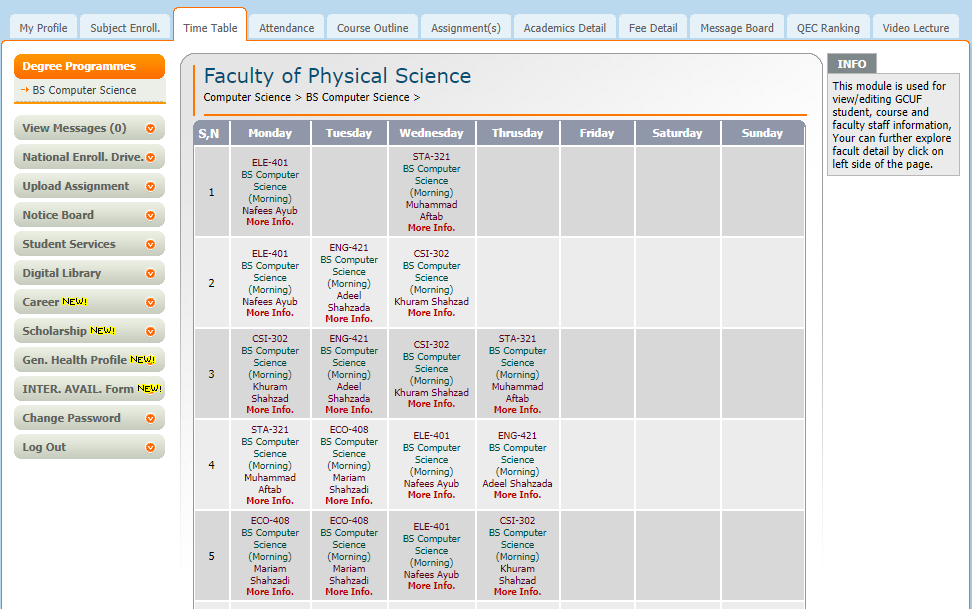 My Profile
Subject Enroll.
Time Table
Attendance
Course Outline
Assignment(s)
Academics Detail
Fee Detail
Message Board
QEC Ranking
Video Lecture
Degree Programmes
BS Computer Science
View Messages (0)
National Enroll. Drive.
Upload Assignment
Notice Board
Student Services
Digital Library
Career NEW!
Scholarship NEW!
Gen. Health Profile NEW!
INTER. AVAIL. Form NEW!
Change Password
Log Out
Faculty of Physical Science
Computer Science > BS Computer Science >
S,N
Monday
Tuesday
Wednesday
Thrusday
Friday
Saturday
Sunday
1
ELE-401
BS Computer
Science
(Morning)
Nafees Ayub
More Info.
STA-321
BS Computer
Science
(Morning)
Muhammad
Aftab
More Info.
2
ELE-401
BS Computer
Science
(Morning)
Nafees Ayub
More Info.
ENG-421
BS Computer
Science
(Morning)
Adeel
Shahzada
More Info.
CSI-302
BS Computer
Science
(Morning)
Khuram Shahzad
More Info.
3
CSI-302
BS Computer
Science
(Morning)
Khuram
Shahzad
More Info.
ENG-421
BS Computer
Science
(Morning)
Adeel
Shahzada
More Info.
CSI-302
BS Computer
Science
(Morning)
Khuram Shahzad
More Info.
STA-321
BS Computer
Science
(Morning)
Muhammad
Aftab
More Info.
4
STA-321
BS Computer
Science
(Morning)
Muhammad
Aftab
More Info.
ECO-408
BS Computer
Science
(Morning)
Mariam
Shahzadi
More Info.
ELE-401
BS Computer
Science
(Morning)
Nafees Ayub
More Info.
ENG-421
BS Computer
Science
(Morning)
Adeel Shahzada
More Info.
5
ECO-408
BS Computer
Science
(Morning)
Mariam
Shahzadi
More Info.
ECO-408
BS Computer
Science
(Morning)
Mariam
Shahzadi
More Info.
ELE-401
BS Computer
Science
(Morning)
Nafees Ayub
More Info.
CSI-302
BS Computer
Science
(Morning)
Khuram
Shahzad
More Info.
INFO
This module is used for
view/editing GCUF
student, course and
faculty staff information,
Your can further explore
facult detail by click on
left side of the page.